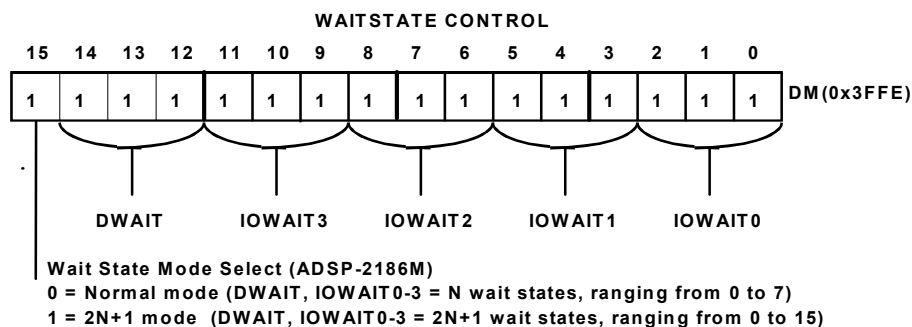 WAITSTATE CONTROL
15 14 13 12 11 10 9 8 7 6 5 4 3 2 1 0
1 1 1 1 1 1 1 1 1 1 1 1 1 1 1 1 DM(0x3FFE)
DWAIT IOWAIT3 IOWAIT2 IOWAIT1 IOWAIT0
Wait State Mode Select (ADSP-2186M)
0 = Normal mode (DWAIT, IOWAIT0-3 = N wait states, ranging from 0 to 7)
1 = 2N+1 mode (DWAIT, IOWAIT0-3 = 2N+1 wait states, ranging from 0 to 15)